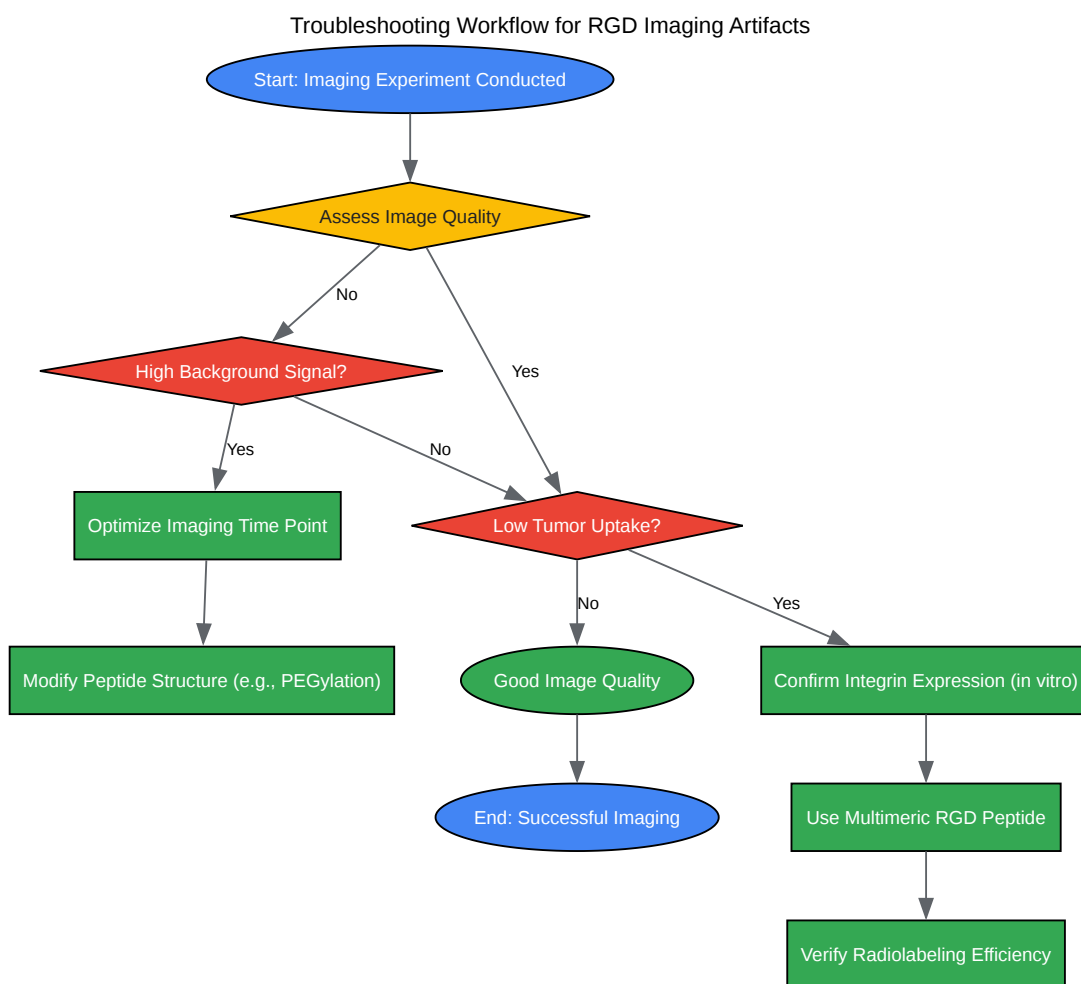 Troubleshooting Workflow for RGD Imaging Artifacts
Start: Imaging Experiment Conducted
Assess Image Quality
No
Yes
High Background Signal?
Yes
No
Optimize Imaging Time Point
Low Tumor Uptake?
No
Yes
Modify Peptide Structure (e.g., PEGylation)
Good Image Quality
Confirm Integrin Expression (in vitro)
End: Successful Imaging
Use Multimeric RGD Peptide
Verify Radiolabeling Efficiency